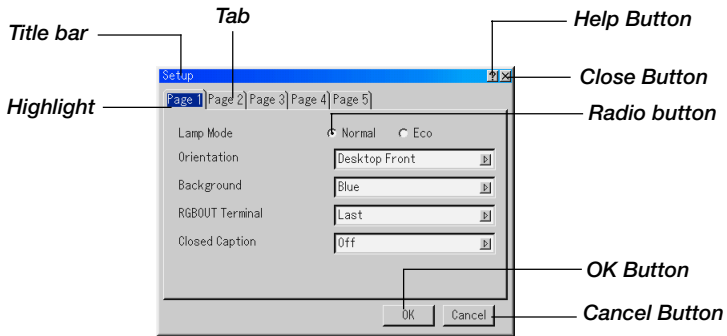 Title bar
Tab
Help Button
Setup
?
×
Close Button
Highlight
Page 1 Page 2 Page 3 Page 4 Page 5
Radio button
Lamp Mode Normal Eco
Orientation Desktop Front
Background Blue
RGBOUT Terminal Last
Closed Caption Off
OK Button
OK Cancel
Cancel Button